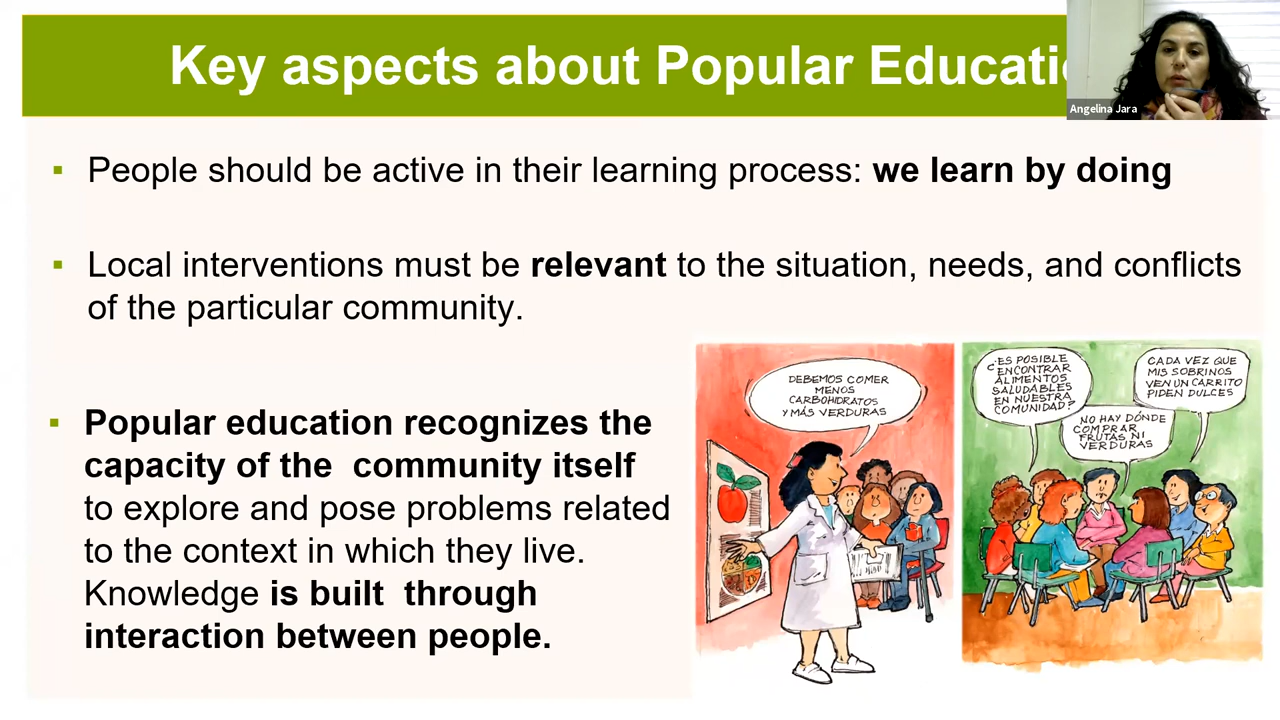 Key aspects about Popular Educati
Angelina Jara
▪ People should be active in their learning process: we learn by doing
▪ Local interventions must be relevant to the situation, needs, and conflicts
of the particular community.
▪ Popular education recognizes the
capacity of the community itself
to explore and pose problems related
to the context in which they live.
Knowledge is built through
interaction between people.
DEBEMOS COMER
MENOS
CARBOHIDRATOS
Y MÁS VERDURAS
¿ES POSIBLE
ENCONTRAR
ALIMENTOS
SALUDABLES
EN NUESTRA
COMUNIDAD?
NO HAY DÓNDE
COMPRAR
FRUTAS NI
VERDURAS
CADA VEZ QUE
MIS SOBRINOS
VEN UN CARRITO
PIDEN DULCES